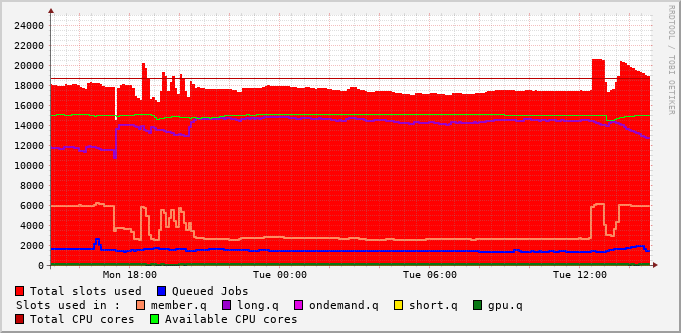 24000
22000
20000
18000
16000
14000
12000
10000
8000
6000
4000
2000
0
Mon 18:00 Tue 00:00 Tue 06:00 Tue 12:00
Total slots used Queued Jobs
Slots used in : member.q long.q ondemand.q short.q gpu.q
Total CPU cores Available CPU cores
RRDTOOL / TOBI OETIKER